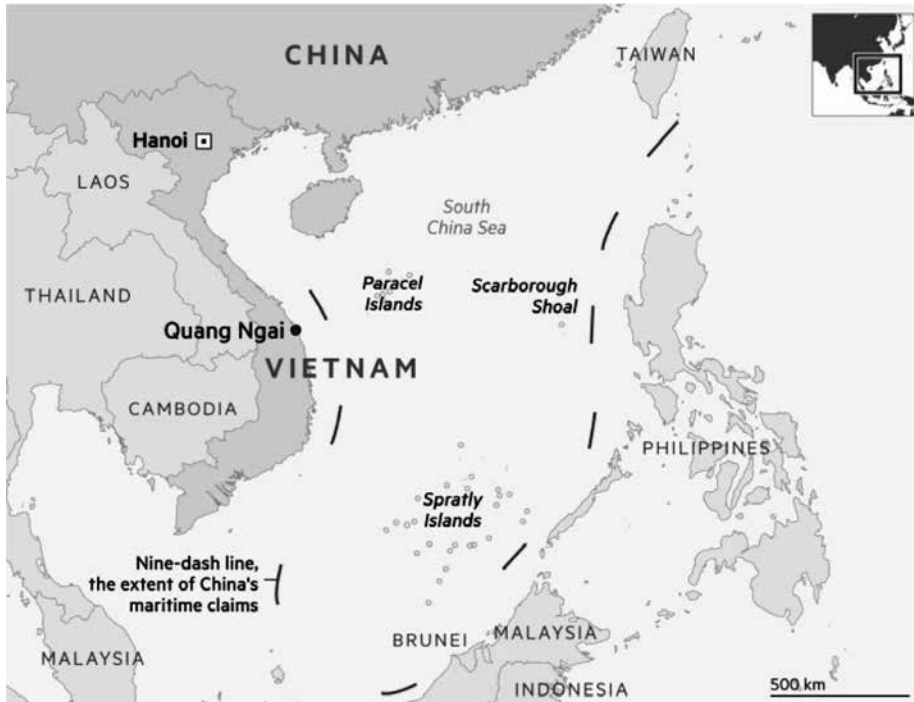 CHINA
TAIWAN
Hanoi
LAOS
South
China Sea
Paracel
Islands
Scarborough
Shoal
THAILAND
Quang Ngai
VIETNAM
CAMBODIA
PHILIPPINES
Spratly
Islands
Nine-dash line,
the extent of China's
maritime claims
BRUNEI
MALAYSIA
MALAYSIA
INDONESIA
500 km